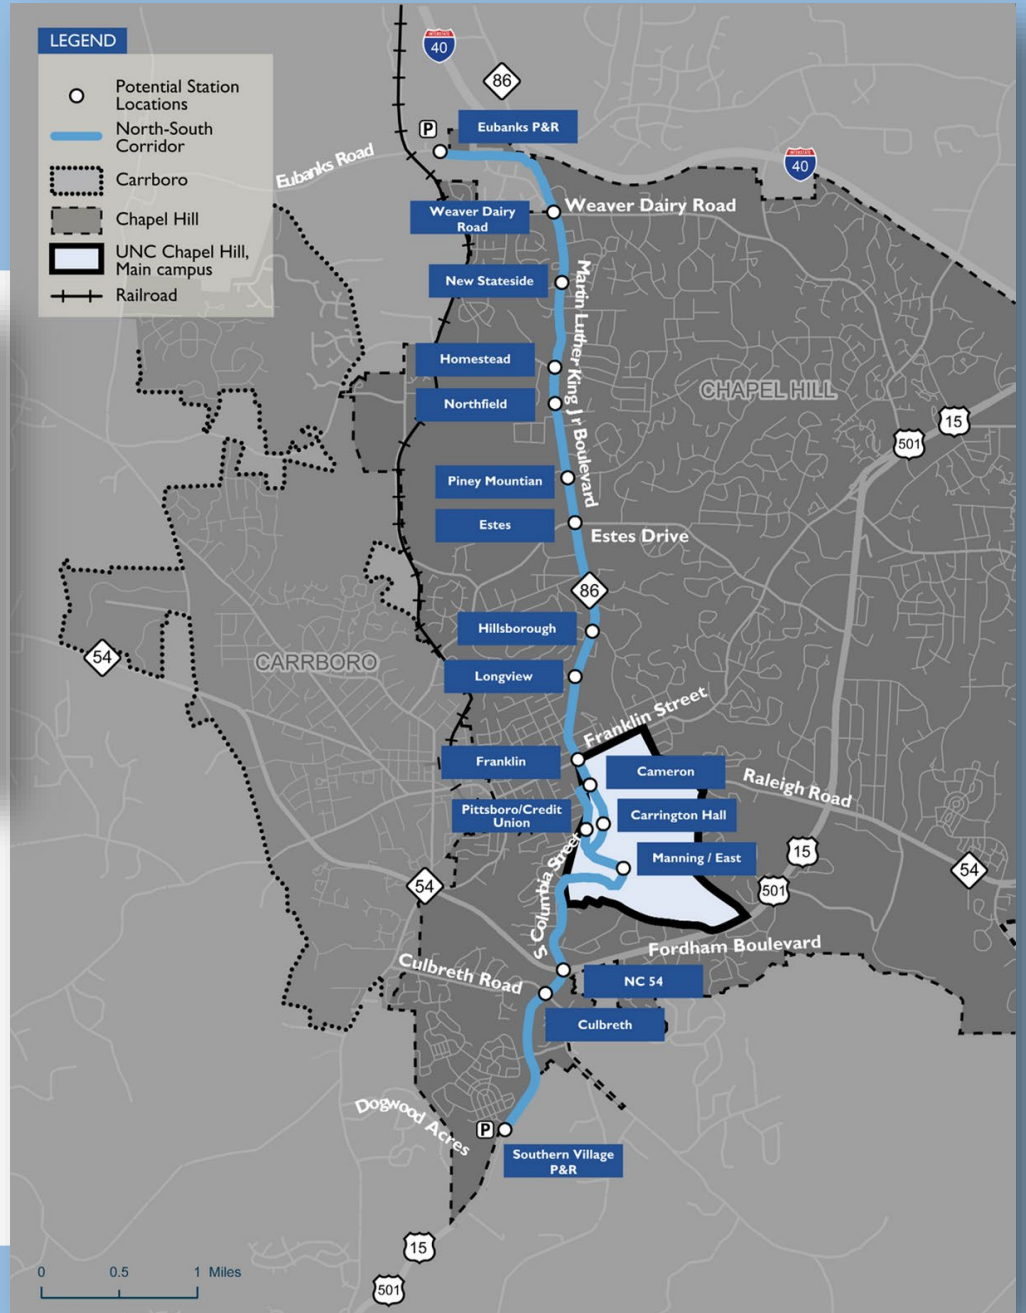 LEGEND
Potential Station
Locations
North-South
Corridor
Carrboro
Chapel Hill
UNC Chapel Hill,
Main campus
Railroad
40
86
P
Eubanks P&R
Eubanks Road
40
Weaver Dairy
Road
Weaver Dairy Road
New Stateside
Martin Luther King Jr Boulevard
Homestead
Northfield
CHAPEL HILL
15
501
Piney Mountian
Estes
Estes Drive
86
Hillsborough
54
CARRBORO
Longview
Franklin Street
Franklin
Cameron
Raleigh Road
Pittsboro/Credit
Union
Carrington Hall
Manning / East
15
501
54
54
S Columbia Street
Fordham Boulevard
Culbreth Road
NC 54
Culbreth
Dogwood Acres
P
Southern Village
P&R
15
501
0 0.5 1 Miles